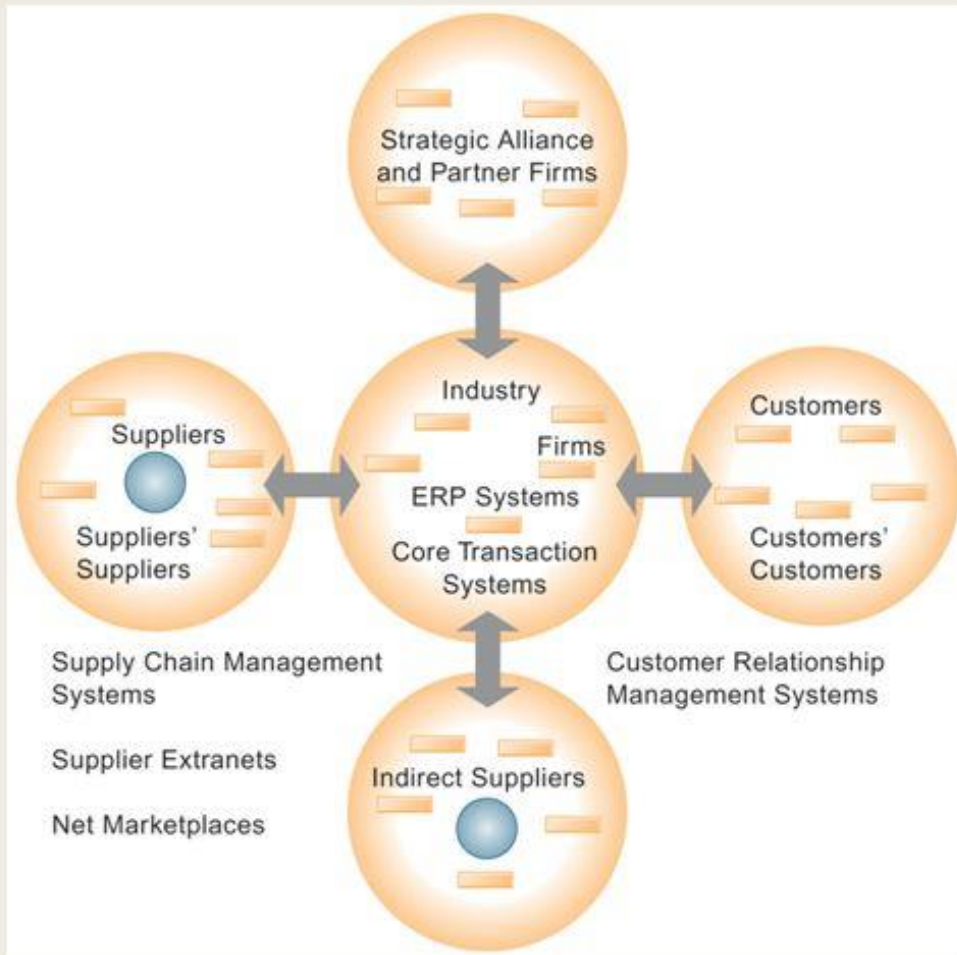 Strategic Alliance
and Partner Firms
Industry
Firms
ERP Systems
Core Transaction
Systems
Suppliers
Suppliers'
Suppliers
Customers
Customers'
Customers
Supply Chain Management
Systems
Supplier Extranets
Net Marketplaces
Customer Relationship
Management Systems
Indirect Suppliers